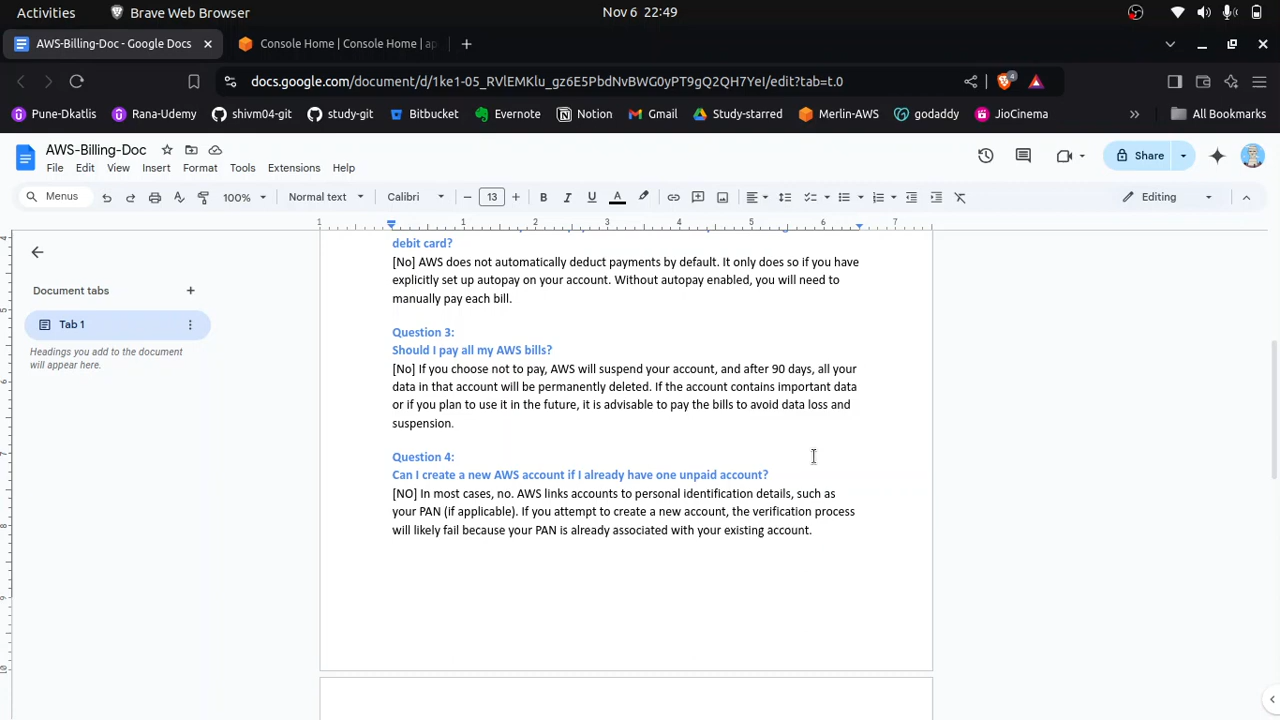 Activities
Brave Web Browser
Nov 6 22:49
AWS-Billing-Doc - Google Docs
Console Home | Console Home | ap
docs.google.com/document/d/1ke1-05_RVlEMKlu_gz6E5PbdNvBWG0yPT9gQ2QH7YeI/edit?tab=t.0
4
Pune-Dkatlis
Rana-Udemy
shivm04-git
study-git
Bitbucket
Evernote
Notion
Gmail
Study-starred
Merlin-AWS
godaddy
JioCinema
All Bookmarks
AWS-Billing-Doc
File Edit View Insert Format Tools Extensions Help
Share
Menus
100%
Normal text
Calibri
13
Editing
1 1 2 3 4 5 6 7
Document tabs
Tab 1
Headings you add to the document
will appear here.
debit card?
[No] AWS does not automatically deduct payments by default. It only does so if you have
explicitly set up autopay on your account. Without autopay enabled, you will need to
manually pay each bill.
Question 3:
Should I pay all my AWS bills?
[No] If you choose not to pay, AWS will suspend your account, and after 90 days, all your
data in that account will be permanently deleted. If the account contains important data
or if you plan to use it in the future, it is advisable to pay the bills to avoid data loss and
suspension.
Question 4:
Can I create a new AWS account if I already have one unpaid account?
[NO] In most cases, no. AWS links accounts to personal identification details, such as
your PAN (if applicable). If you attempt to create a new account, the verification process
will likely fail because your PAN is already associated with your existing account.